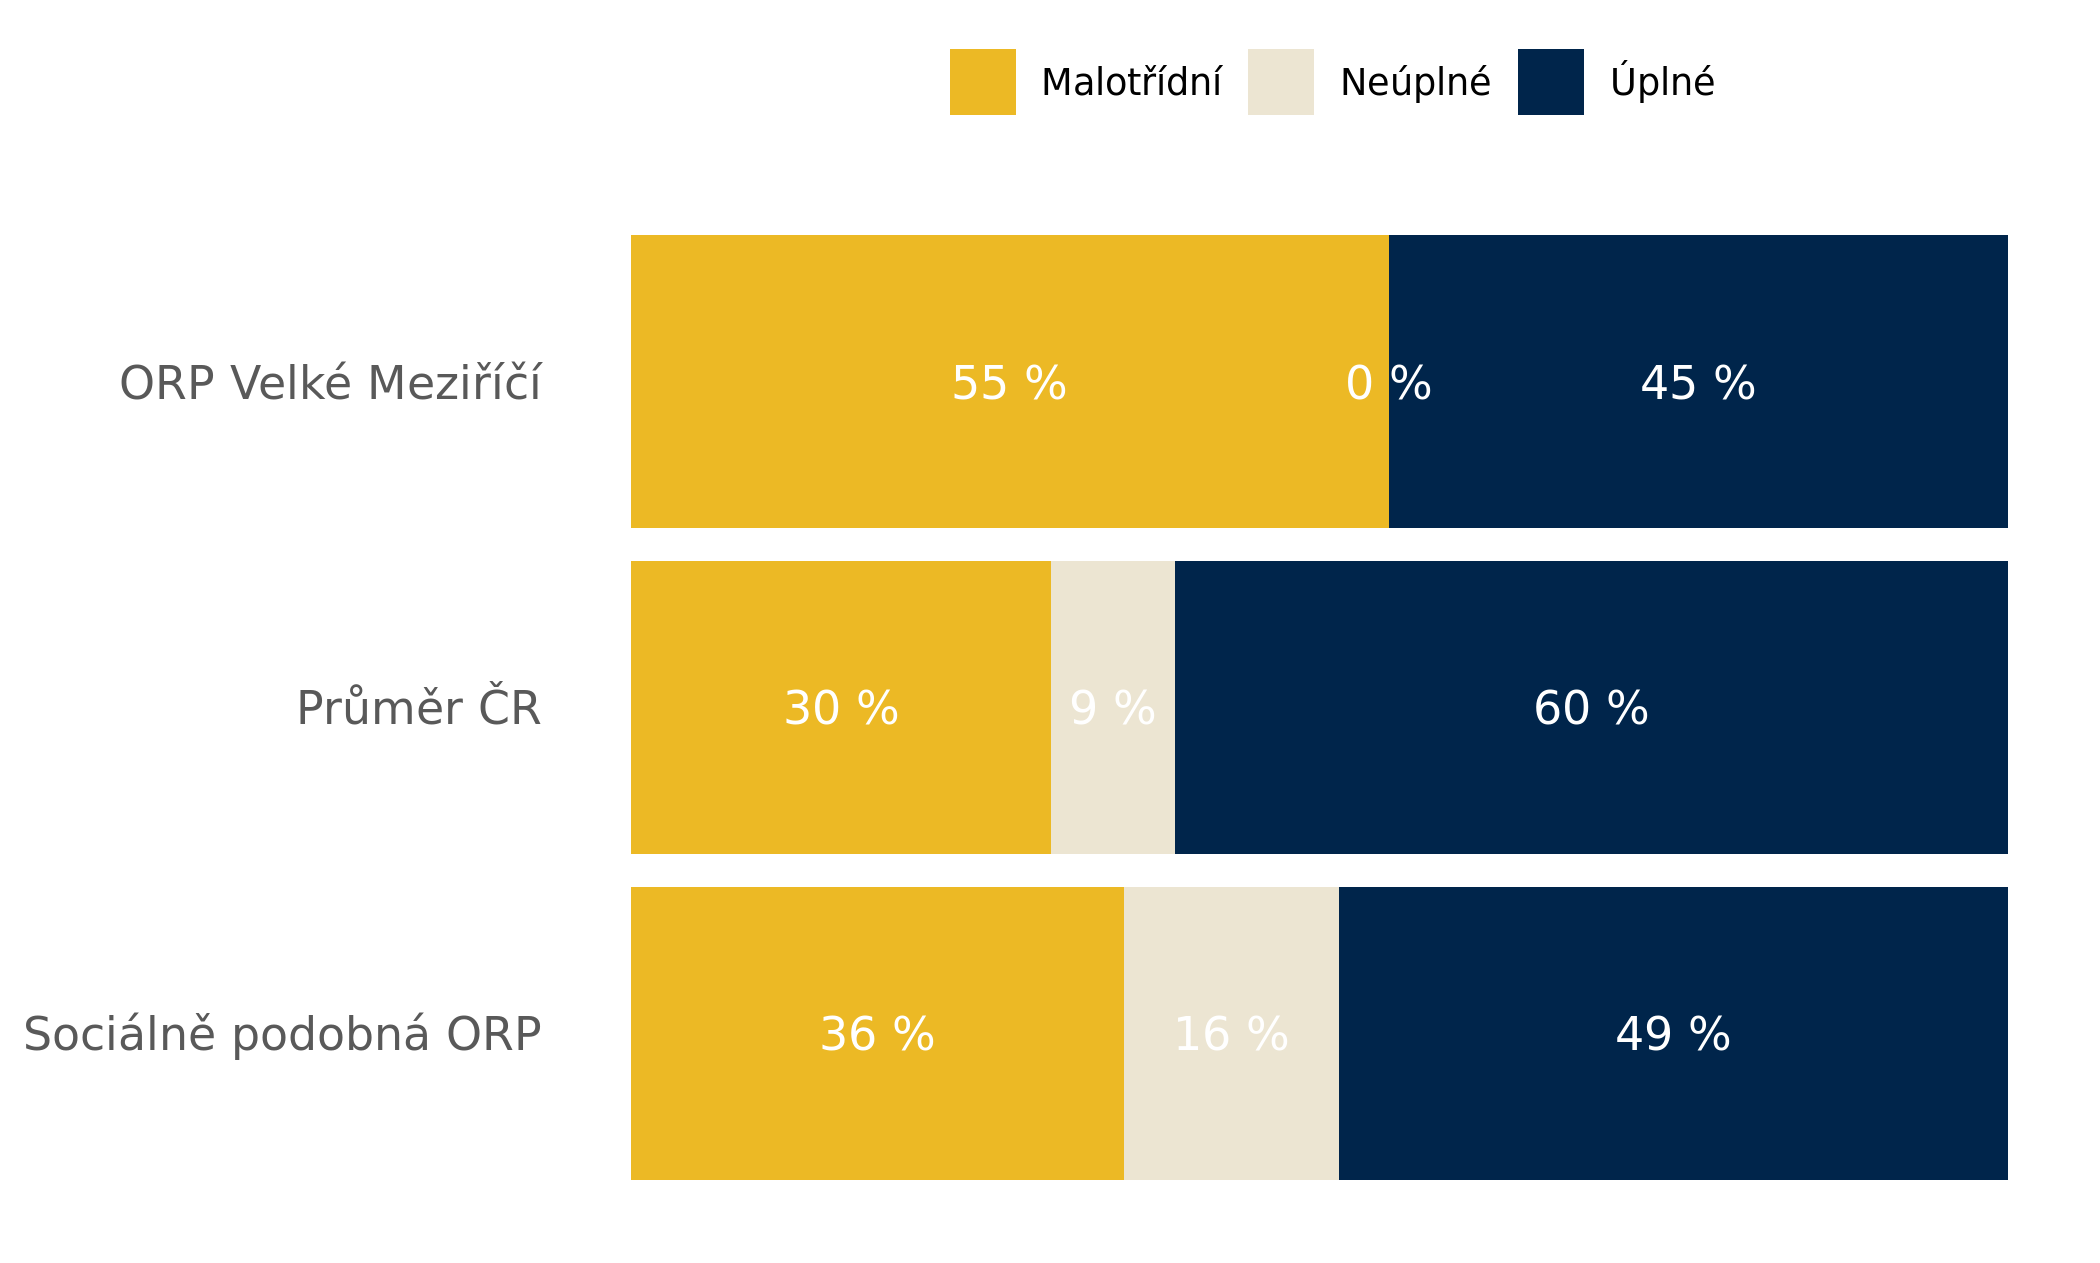 Malotřídní Neúplné Úplné
ORP Velké Meziříčí 55 % 0 % 45 %
Průměr ČR 30 % 9 % 60 %
Sociálně podobná ORP 36 % 16 % 49 %